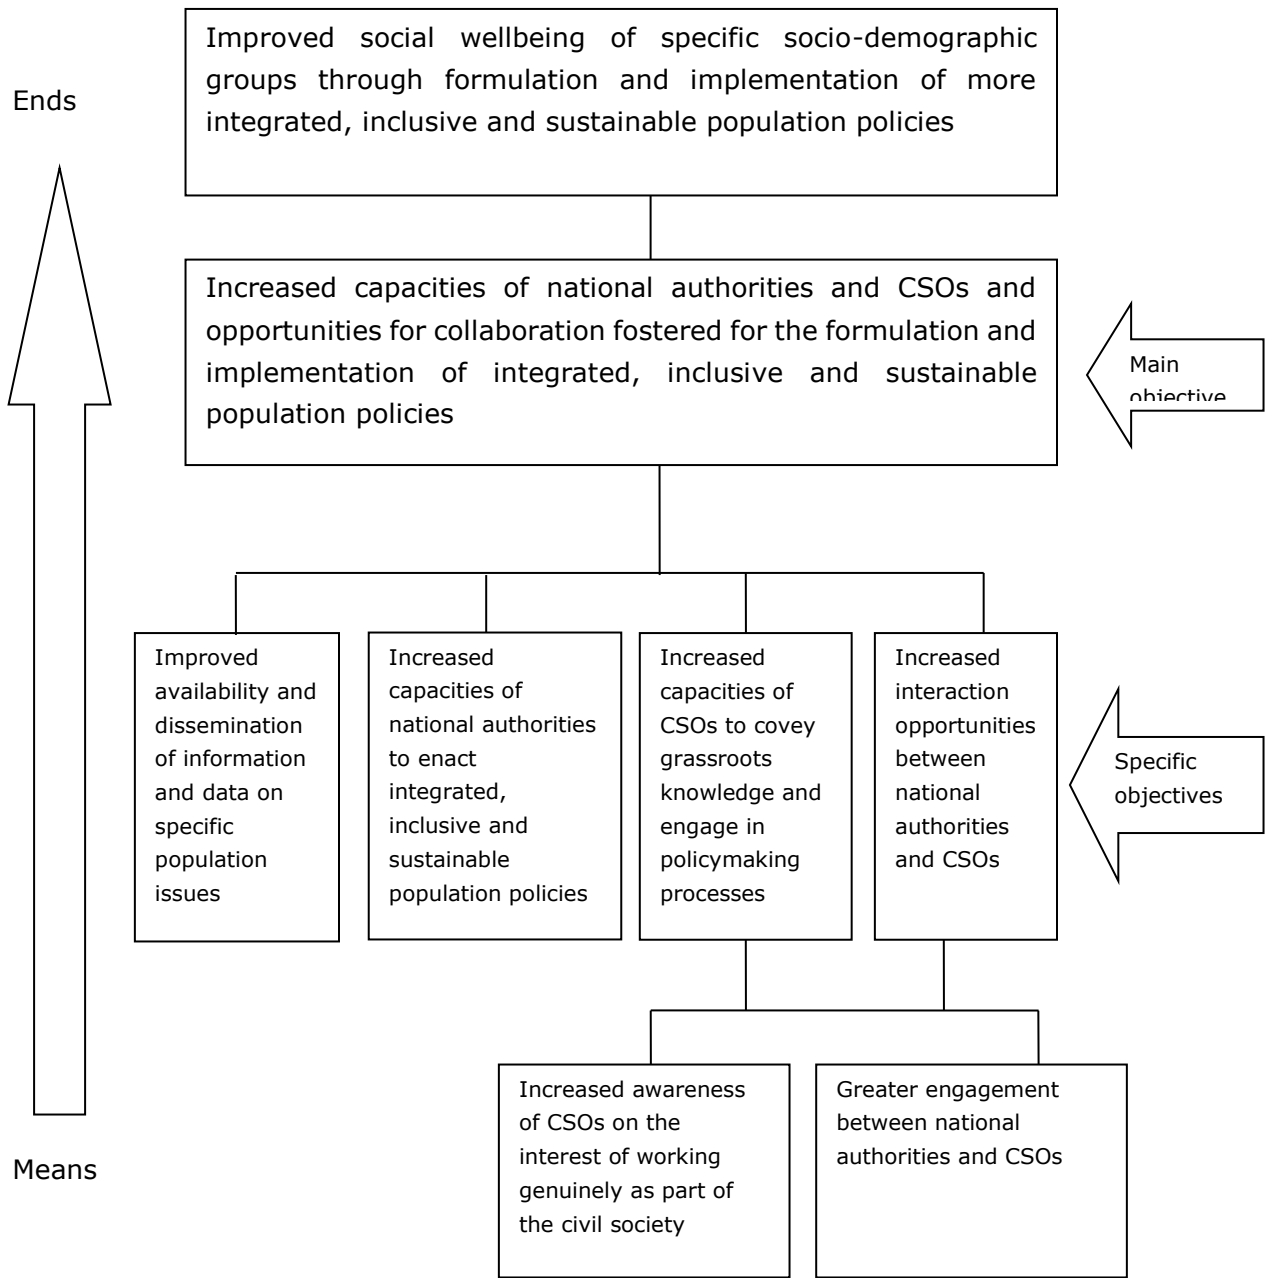 Improved social wellbeing of specific socio-demographic
groups through formulation and implementation of more
integrated, inclusive and sustainable population policies
Ends
Increased capacities of national authorities and CSOs and
opportunities for collaboration fostered for the formulation and
implementation of integrated, inclusive and sustainable
population policies
Main
objective
Improved
availability and
dissemination
of information
and data on
specific
population
issues
Increased
capacities of
national authorities
to enact
integrated,
inclusive and
sustainable
population policies
Increased
capacities of
CSOs to covey
grassroots
knowledge and
engage in
policymaking
processes
Increased
interaction
opportunities
between
national
authorities
and CSOs
Specific
objectives
Increased awareness
of CSOs on the
interest of working
genuinely as part of
the civil society
Greater engagement
between national
authorities and CSOs
Means